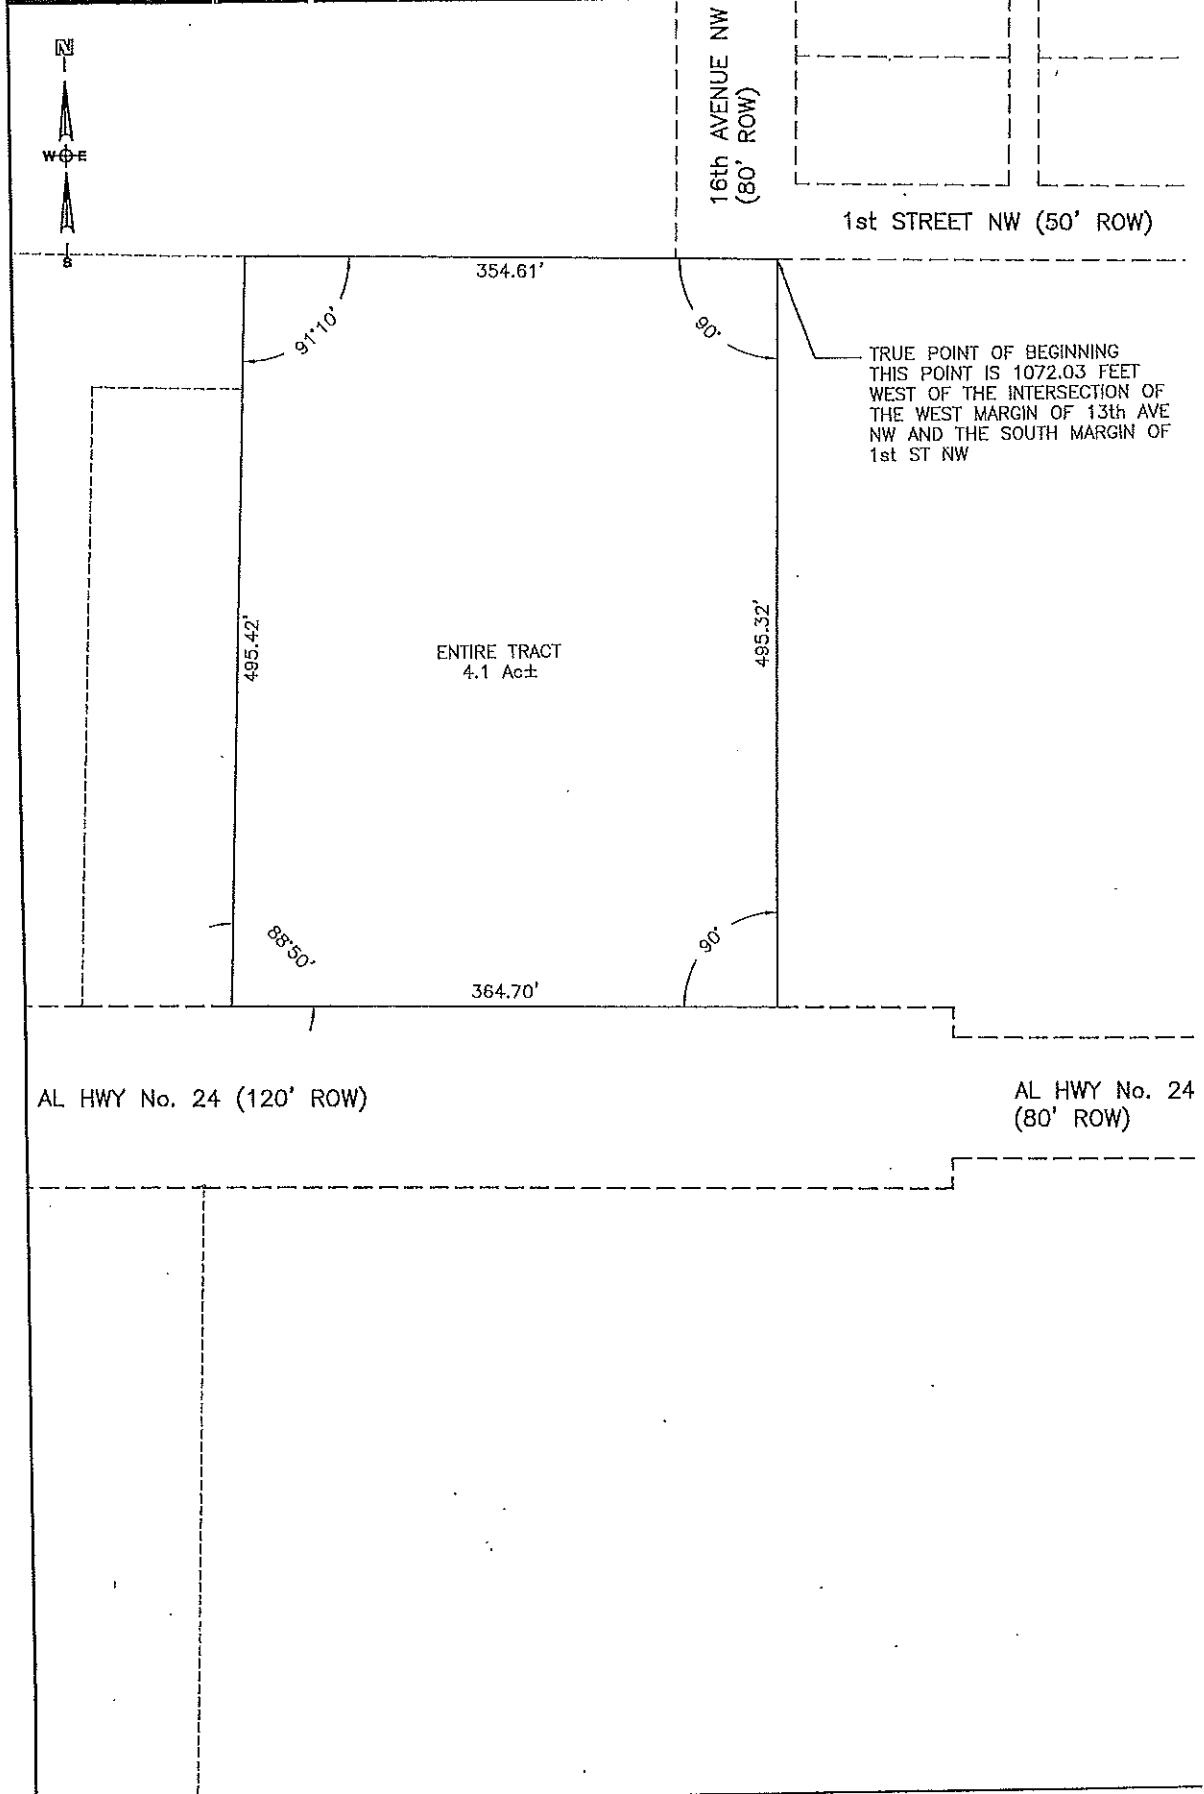 N
W E
S
16th AVENUE NW
(80' ROW)
1st STREET NW (50' ROW)
354.61'
91°10'
90°
TRUE POINT OF BEGINNING
THIS POINT IS 1072.03 FEET
WEST OF THE INTERSECTION OF
THE WEST MARGIN OF 13th AVE
NW AND THE SOUTH MARGIN OF
1st ST NW
495.42'
ENTIRE TRACT
4.1 Ac±
495.32'
88°50'
90°
364.70'
AL HWY No. 24 (120' ROW)
AL HWY No. 24
(80' ROW)